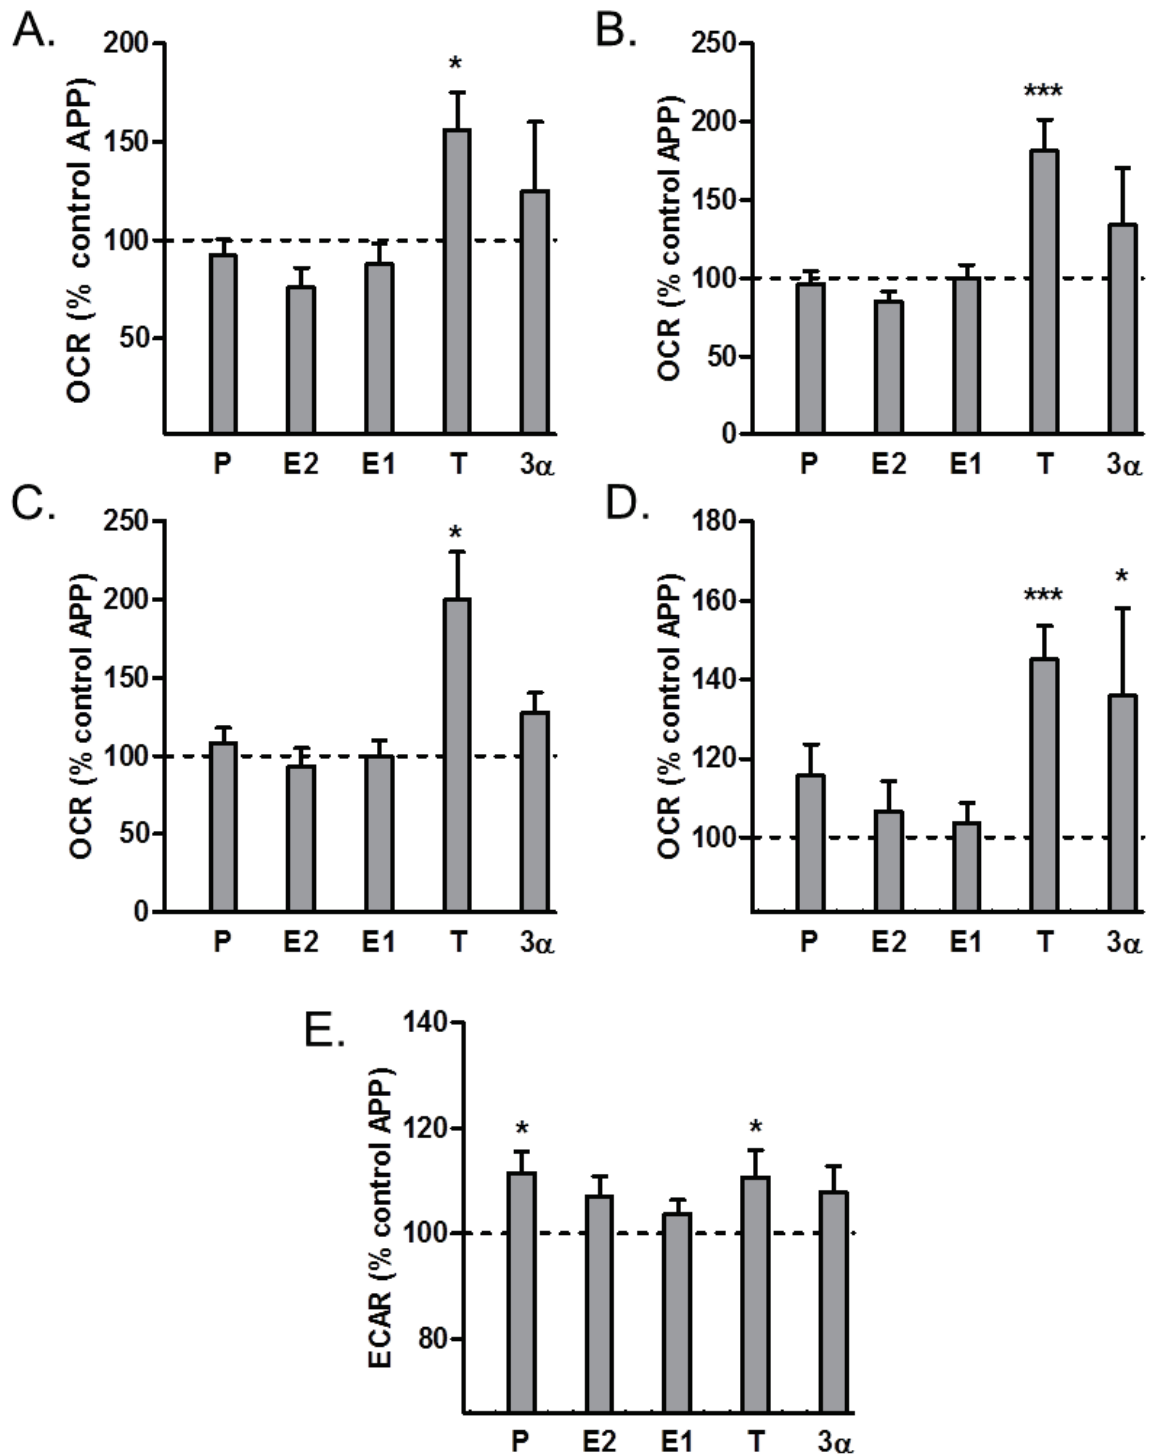 A.
OCR (% control APP)
200
150
100
50
*
P E2 E1 T 3α
B.
OCR (% control APP)
250
200
150
100
50
0
***
P E2 E1 T 3α
C.
OCR (% control APP)
250
200
150
100
50
0
*
P E2 E1 T 3α
D.
OCR (% control APP)
180
160
140
120
100
***
*
P E2 E1 T 3α
E.
ECAR (% control APP)
140
120
100
80
*
*
P E2 E1 T 3α